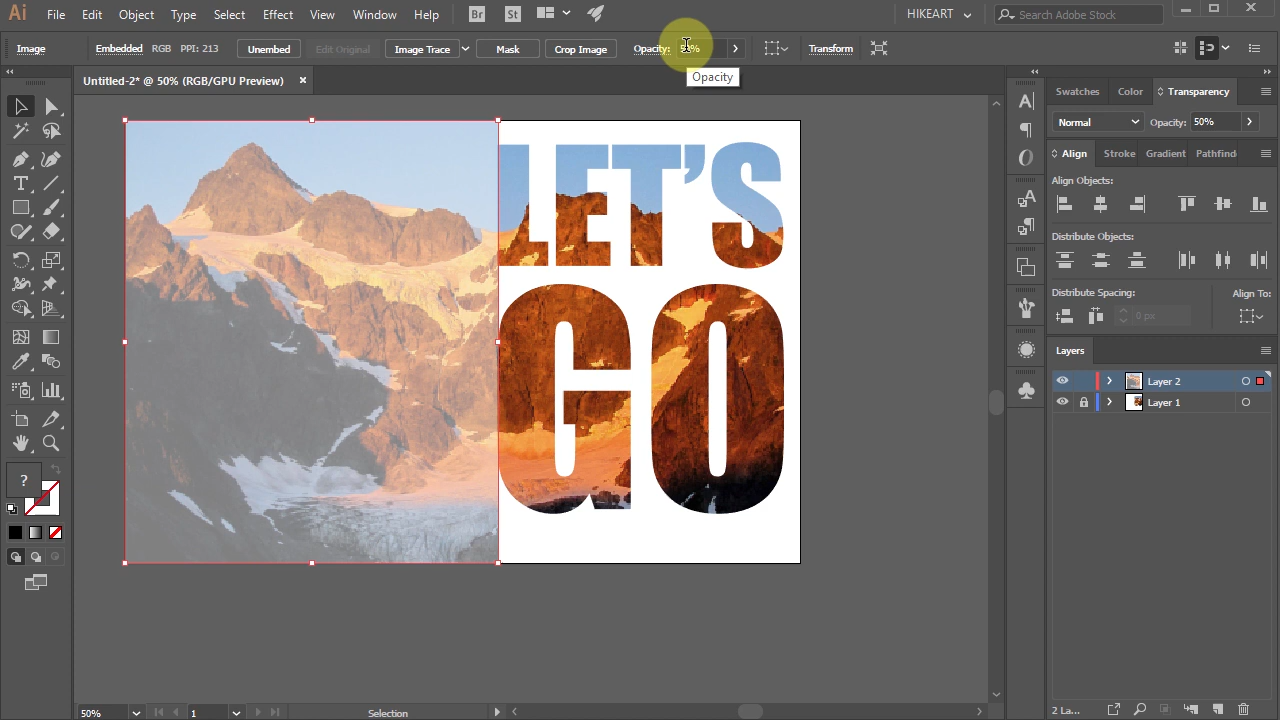 Ai File Edit Object Type Select Effect View Window Help Br St HIKEART Search Adobe Stock
Image Embedded RGB PPI: 213 Unembed Edit Original Image Trace Mask Crop Image Opacity: 50% Transform
Opacity
Untitled-2* @ 50% (RGB/GPU Preview)
Swatches Color Transparency
Normal Opacity: 50%
Align Stroke Gradient Pathfind
Align Objects:
Distribute Objects:
Distribute Spacing: Align To:
0 px
Layers
Layer 2
Layer 1
LET'S
GO
?
50% 1 Selection
2 La...